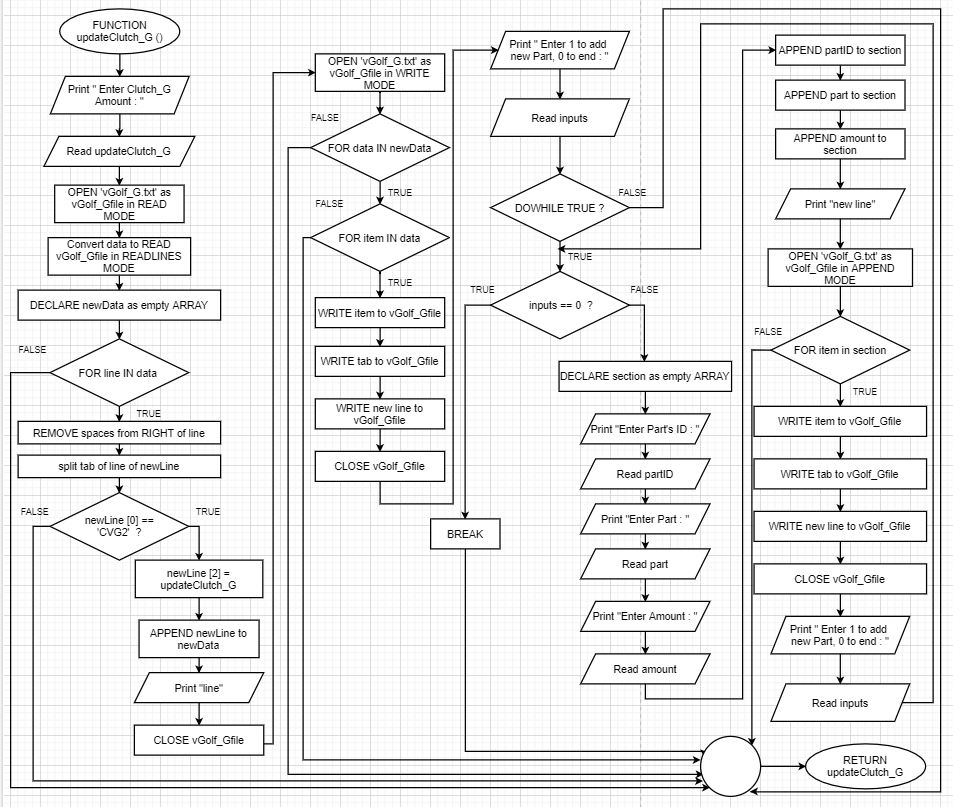 FUNCTION
updateClutch_G ()
Print " Enter Clutch_G
Amount : "
Read updateClutch_G
OPEN 'vGolf_G.txt' as
vGolf_Gfile in READ
MODE
Convert data to READ
vGolf_Gfile in READLINES
MODE
DECLARE newData as empty ARRAY
FALSE
FOR line IN data
TRUE
REMOVE spaces from RIGHT of line
split tab of line of newLine
FALSE
TRUE
newLine [0] ==
'CVG2' ?
newLine [2] =
updateClutch_G
APPEND newLine to
newData
Print "line"
CLOSE vGolf_Gfile
OPEN 'vGolf_G.txt' as
vGolf_Gfile in WRITE
MODE
FALSE
FOR data IN newData
TRUE
FALSE
FOR item IN data
TRUE
WRITE item to vGolf_Gfile
WRITE tab to vGolf_Gfile
WRITE new line to
vGolf_Gfile
CLOSE vGolf_Gfile
Print " Enter 1 to add
new Part, 0 to end : "
Read inputs
FALSE
DOWHILE TRUE ?
TRUE
TRUE
FALSE
inputs == 0 ?
BREAK
DECLARE section as empty ARRAY
Print "Enter Part's ID : "
Read partID
Print "Enter Part : "
Read part
Print "Enter Amount : "
Read amount
APPEND partID to section
APPEND part to section
APPEND amount to
section
Print "new line"
OPEN 'vGolf_G.txt' as
vGolf_Gfile in APPEND
MODE
FALSE
FOR item in section
TRUE
WRITE item to vGolf_Gfile
WRITE tab to vGolf_Gfile
WRITE new line to vGolf_Gfile
CLOSE vGolf_Gfile
Print " Enter 1 to add
new Part, 0 to end : "
Read inputs
RETURN
updateClutch_G